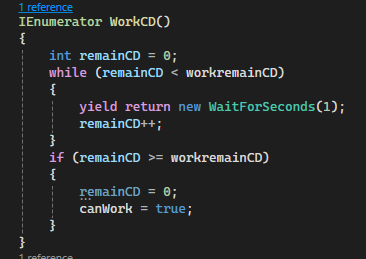 1 reference
IEnumerator WorkCD()
{
    int remainCD = 0;
    while (remainCD < workremainCD)
    {
        yield return new WaitForSeconds(1);
        remainCD++;
    }
    if (remainCD >= workremainCD)
    {
        remainCD = 0;
        canWork = true;
    }
}
1 reference